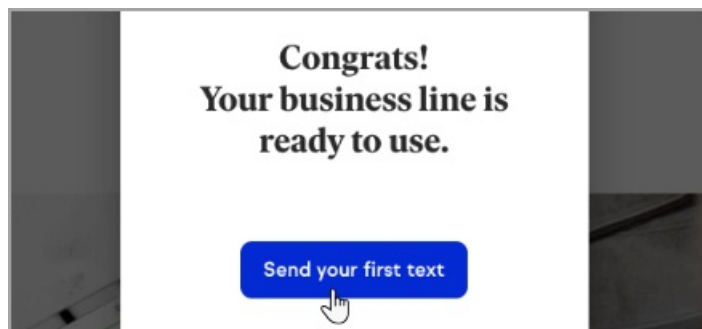 Congrats!
Your business line is
ready to use.
Send your first text